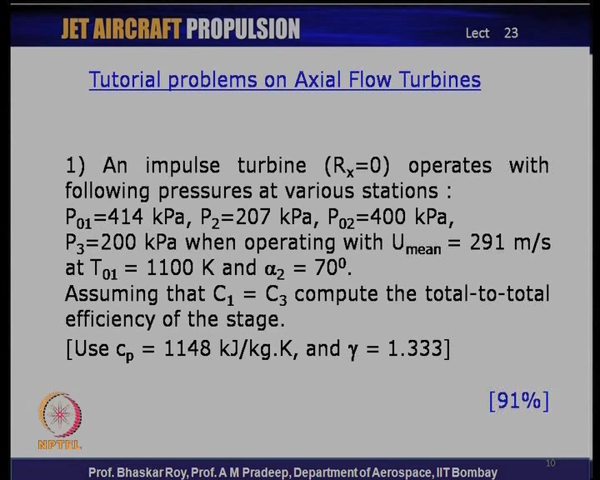 JET AIRCRAFT PROPULSION
Lect 23
Tutorial problems on Axial Flow Turbines
1) An impulse turbine (Rx=0) operates with
following pressures at various stations :
P01=414 kPa, P2=207 kPa, P02=400 kPa,
P3=200 kPa when operating with Umean = 291 m/s
at T01 = 1100 K and α2 = 70⁰.
Assuming that C1 = C3 compute the total-to-total
efficiency of the stage.
[Use cp = 1148 kJ/kg.K, and γ = 1.333]
[91%]
NPTEL
10
Prof. Bhaskar Roy, Prof. A M Pradeep, Department of Aerospace, IIT Bombay